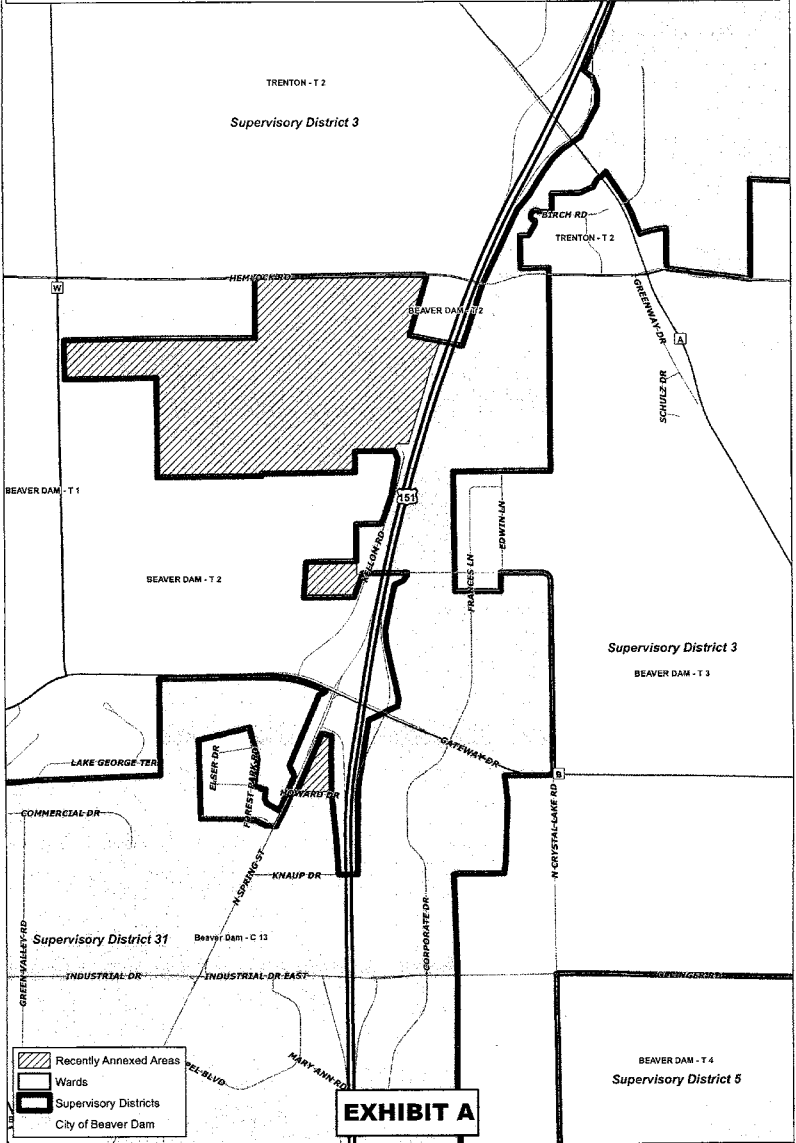 TRENTON - T 2
Supervisory District 3
BIRCH RD
TRENTON - T 2
HEMLOCK RD
W
BEAVER DAM - T 2
GREENWAY DR
A
SCHULZ DR
BEAVER DAM - T 1
151
EDWIN LN
KELLOM RD
FRANCES LN
BEAVER DAM - T 2
Supervisory District 3
BEAVER DAM - T 3
GATEWAY DR
LAKE GEORGE TER
ELSER DR
FOREST PARK RD
HOWARD DR
B
N CRYSTAL LAKE RD
COMMERCIAL DR
N SPRING ST
KNAUP DR
CORPORATE DR
GREEN VALLEY RD
Supervisory District 31
Beaver Dam - C 13
INDUSTRIAL DR
INDUSTRIAL DR EAST
BEAVER DAM - T 4
Supervisory District 5
PEL BLVD
MARY ANN RD
Recently Annexed Areas
Wards
Supervisory Districts
City of Beaver Dam
EXHIBIT A